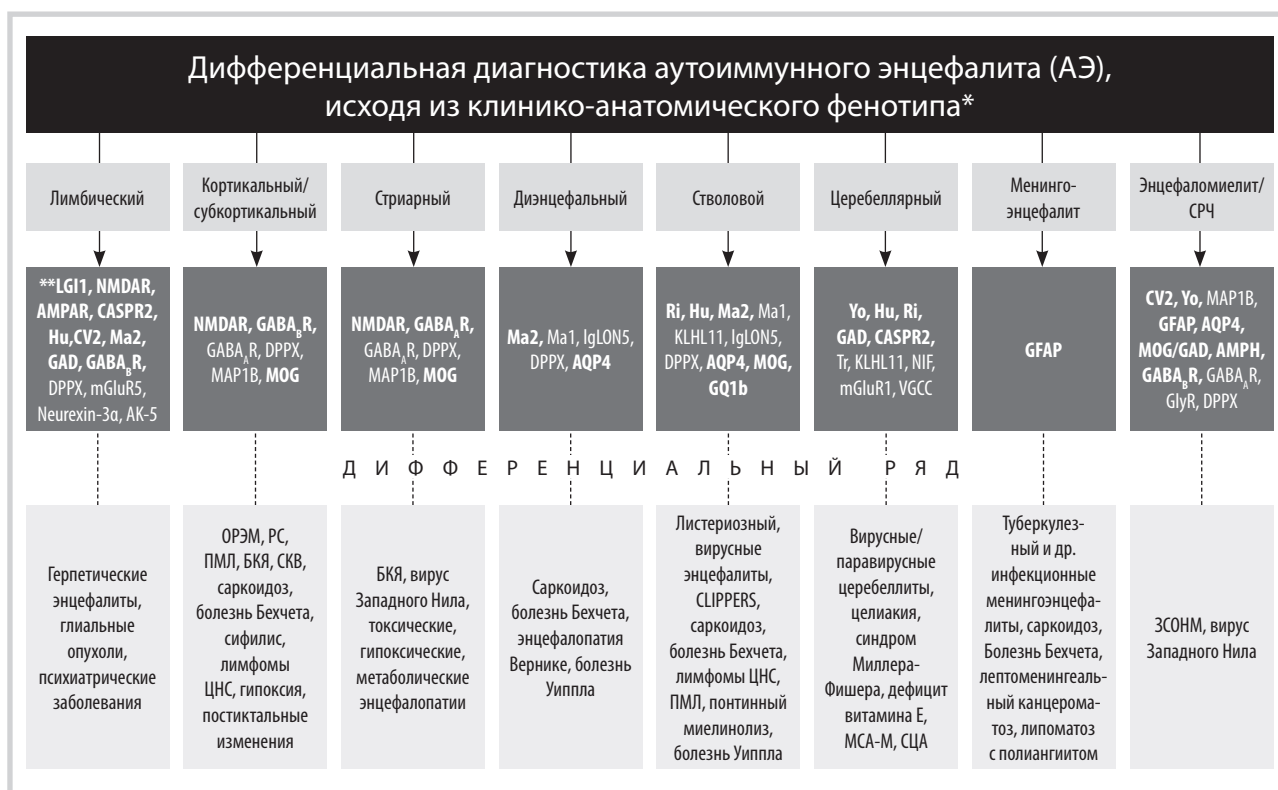 Дифференциальная диагностика аутоиммунного энцефалита (АЭ),
исходя из клинико-анатомического фенотипа*
Лимбический
Кортикальный/
субкортикальный
Стриарный
Диэнцефальный
Стволовой
Церебеллярный
Менинго-
энцефалит
Энцефаломиелит/
СРЧ
**LGI1, NMDAR,
AMPAR, CASPR2,
Hu,CV2, Ma2,
GAD, GABABR,
DPPX, mGluR5,
Neurexin-3α, AK-5
NMDAR, GABABR,
GABAAR, DPPX,
MAP1B, MOG
NMDAR, GABAAR,
GABAAR, DPPX,
MAP1B, MOG
Ma2, Ma1, IgLON5,
DPPX, AQP4
Ri, Hu, Ma2, Ma1,
KLHL11, IgLON5,
DPPX, AQP4, MOG,
GQ1b
Yo, Hu, Ri,
GAD, CASPR2,
Tr, KLHL11, NIF,
mGluR1, VGCC
GFAP
CV2, Yo, MAP1B,
GFAP, AQP4,
MOG/GAD, AMPH,
GABABR, GABAAR,
GlyR, DPPX
ДИФФЕРЕНЦИАЛЬНЫЙ РЯД
Герпетические
энцефалиты,
глиальные
опухоли,
психиатрические
заболевания
ОРЭМ, РС,
ПМЛ, БКЯ, СКВ,
саркоидоз,
болезнь Бехчета,
сифилис,
лимфомы
ЦНС, гипоксия,
постиктальные
изменения
БКЯ, вирус
Западного Нила,
токсические,
гипоксические,
метаболические
энцефалопатии
Саркоидоз,
болезнь Бехчета,
энцефалопатия
Вернике, болезнь
Уиппла
Листериозный,
вирусные
энцефалиты,
CLIPPERS,
саркоидоз,
болезнь Бехчета,
лимфомы ЦНС,
ПМЛ, понтинный
миелинолиз,
болезнь Уиппла
Вирусные/
паравирусные
церебеллиты,
целиакия,
синдром
Миллера-
Фишера, дефицит
витамина Е,
МСА-М, СЦА
Туберкулез-
ный и др.
инфекционные
менингоэнцефа-
литы, саркоидоз,
Болезнь Бехчета,
лептоменингеаль-
ный канцерома-
тоз, липоматоз
с полиангиитом
ЗСОНМ, вирус
Западного Нила